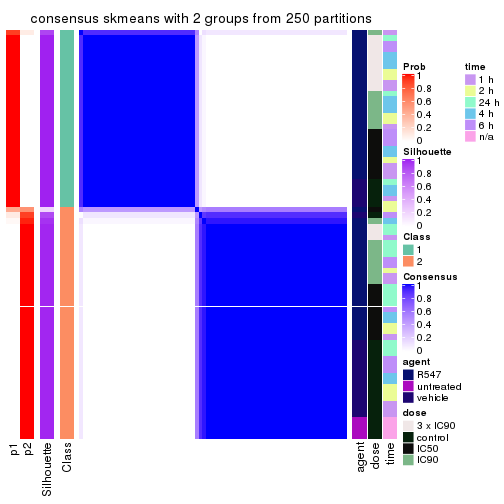 consensus skmeans with 2 groups from 250 partitions
p1
p2
Silhouette
Class
agent
dose
time
Prob
1
0.8
0.6
0.4
0.2
0
Silhouette
1
0.8
0.6
0.4
0.2
0
Class
1
2
Consensus
1
0.8
0.6
0.4
0.2
0
agent
R547
untreated
vehicle
dose
3 x IC90
control
IC50
IC90
time
1 h
2 h
24 h
4 h
6 h
n/a